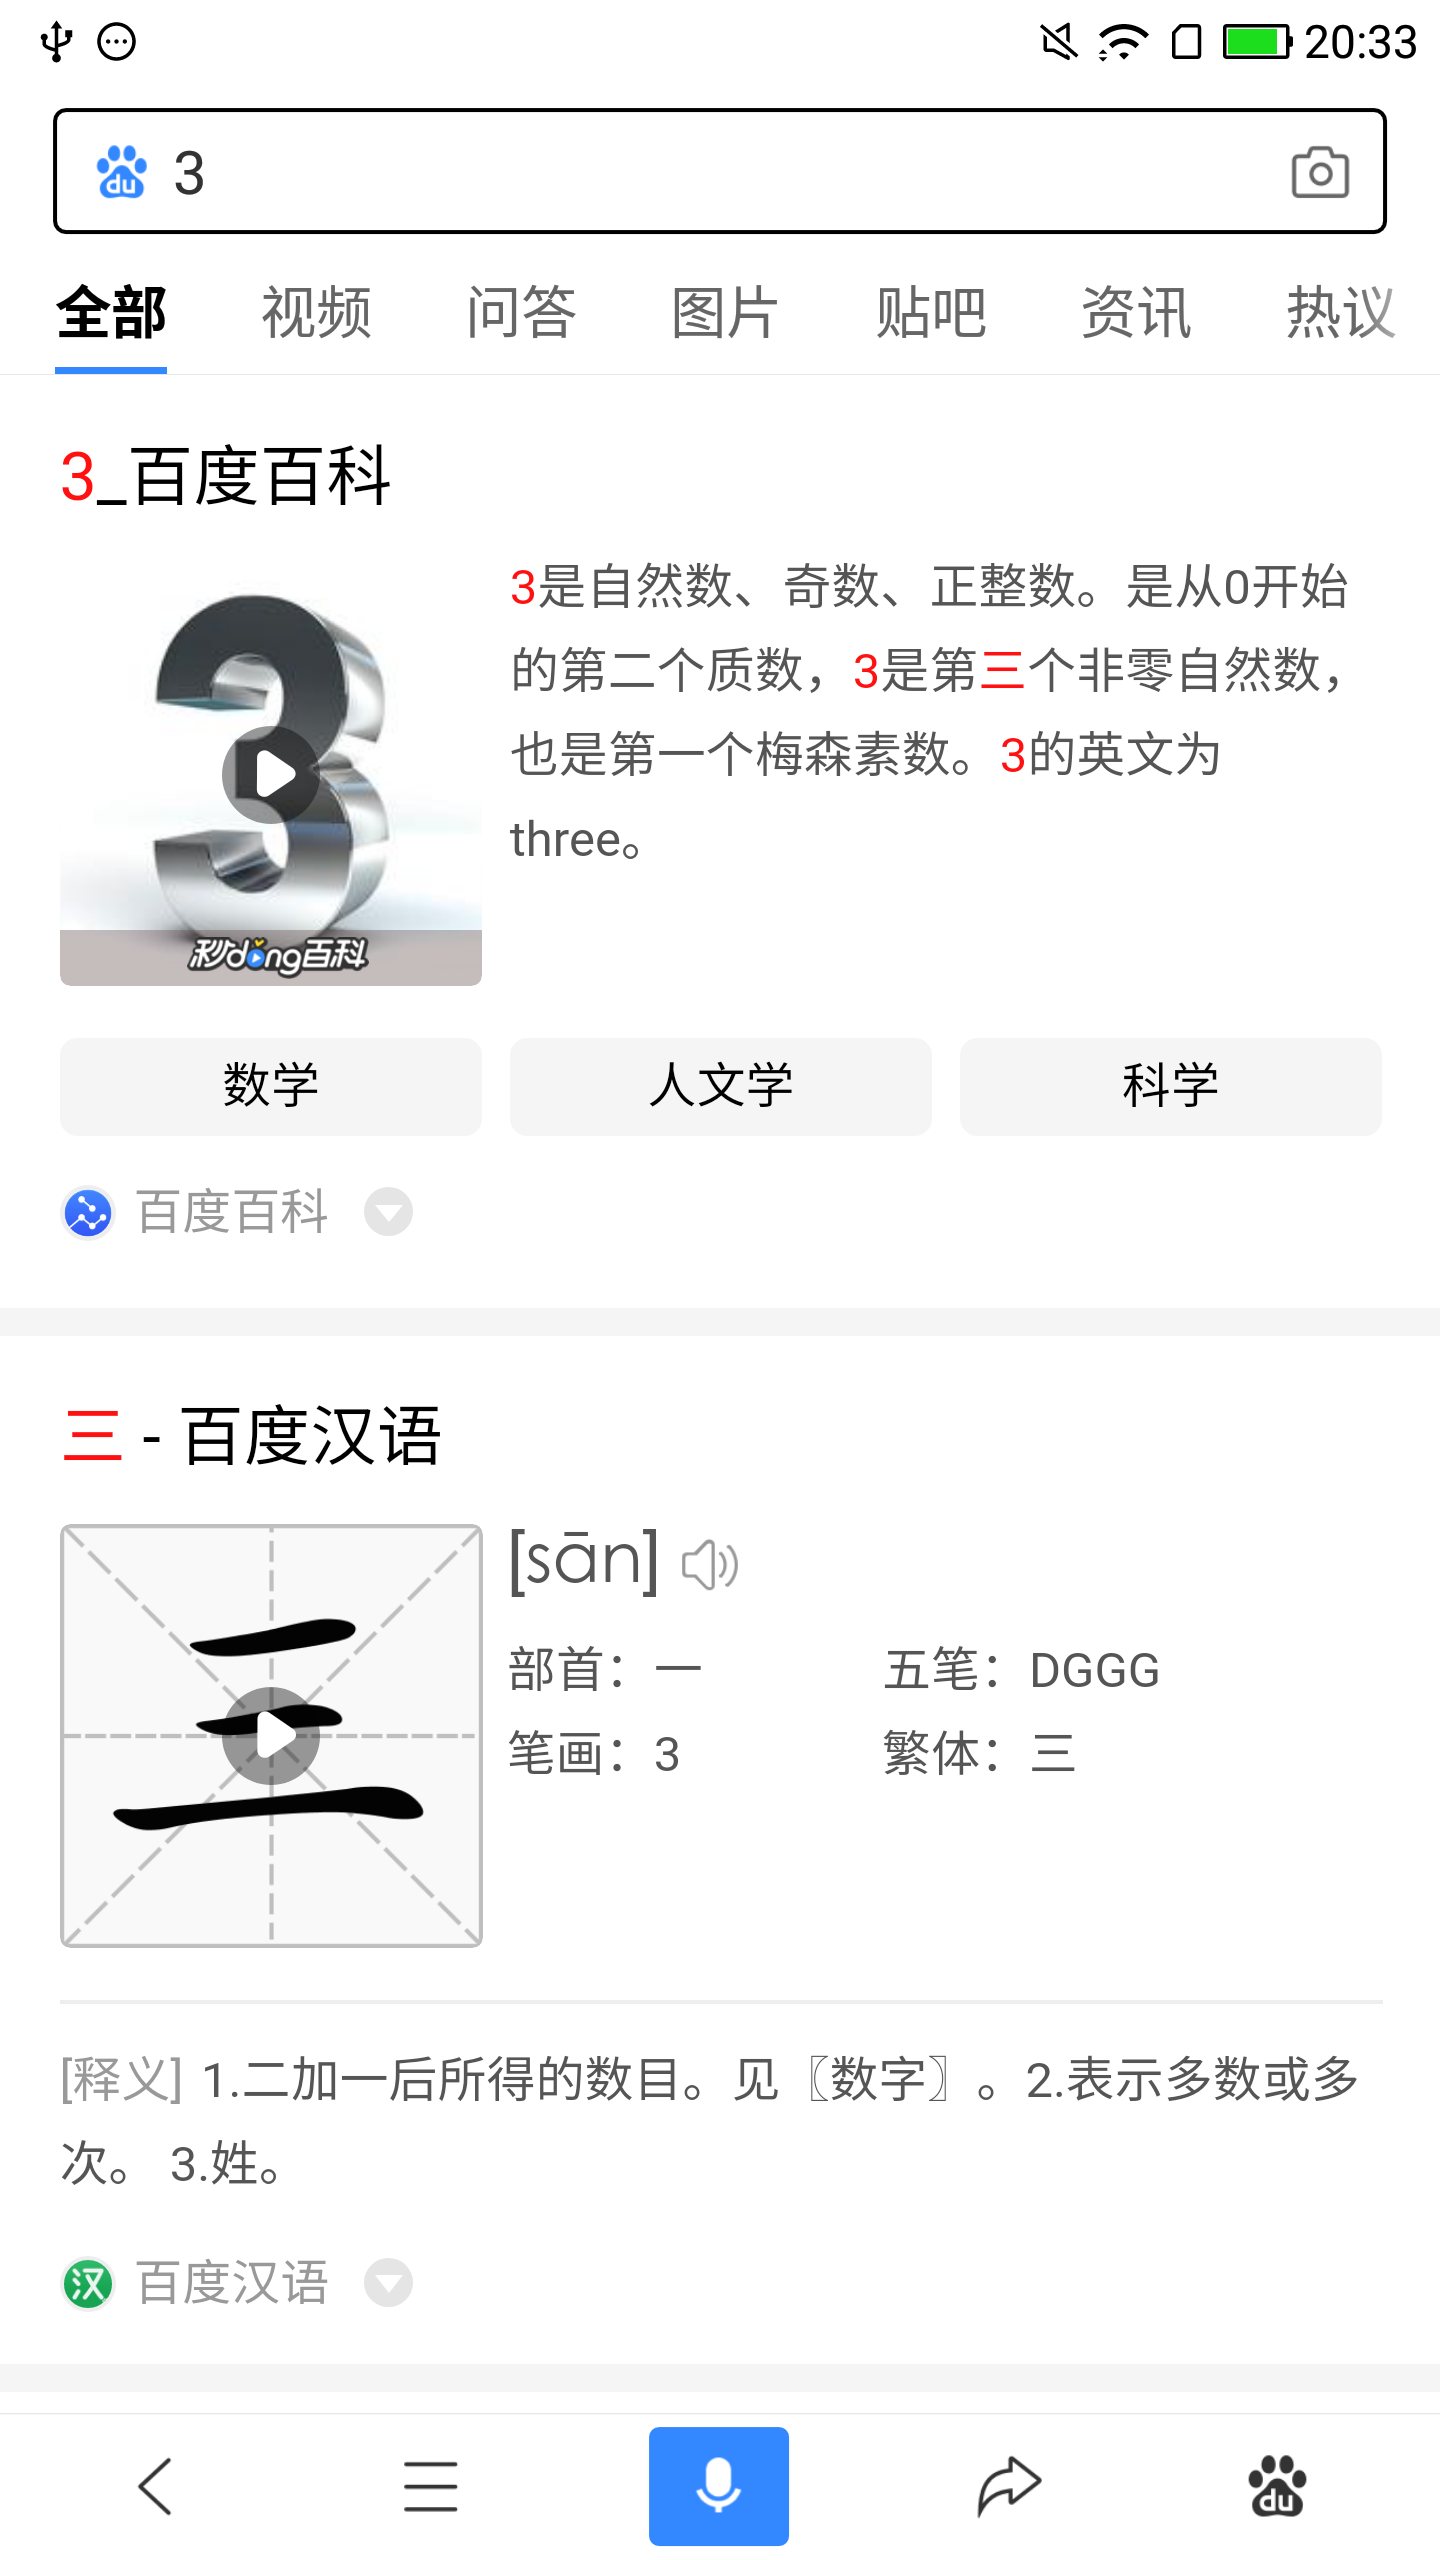 20:33
du 3
全部 视频 问答 图片 贴吧 资讯 热议
3_百度百科
3是自然数、奇数、正整数。是从0开始
的第二个质数，3是第三个非零自然数，
也是第一个梅森素数。3的英文为
three。
秒dong百科
数学 人文学 科学
百度百科
三 - 百度汉语
[sān]
部首：一 五笔：DGGG
笔画：3 繁体：三
三
[释义] 1.二加一后所得的数目。见〖数字〗。2.表示多数或多
次。 3.姓。
汉 百度汉语
du